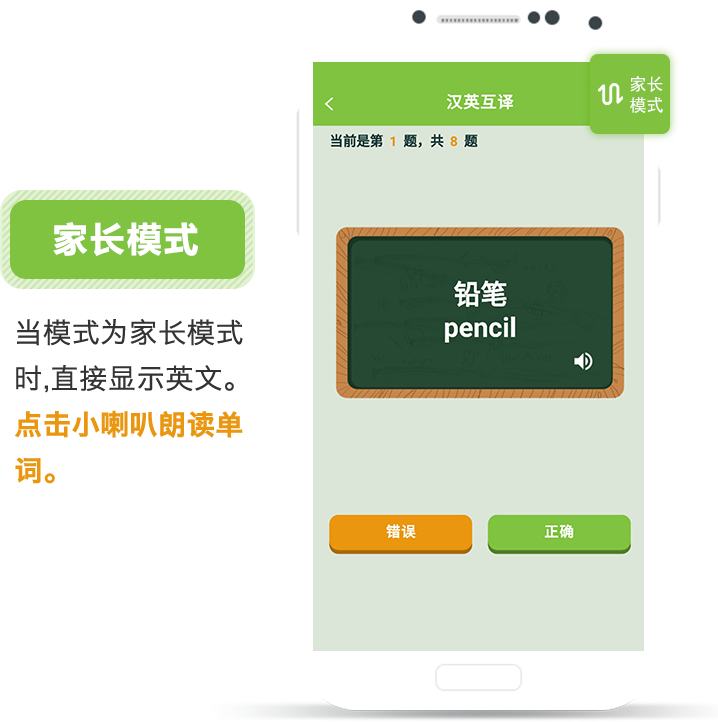 家长
模式
汉英互译
当前是第 1 题，共 8 题
家长模式
当模式为家长模式
时,直接显示英文。
点击小喇叭朗读单
词。
铅笔
pencil
错误
正确